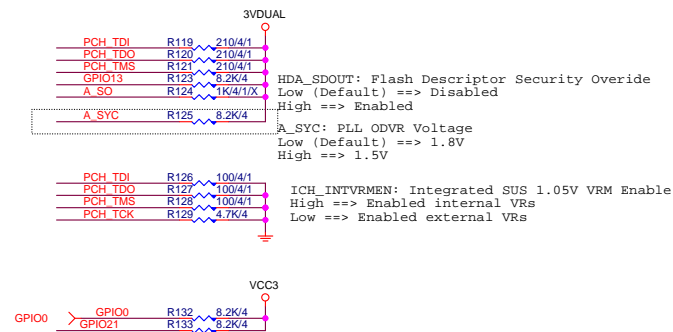 3VDUAL
PCH_TDI R119 210/4/1
PCH_TDO R120 210/4/1
PCH_TMS R121 210/4/1
GPIO13 R123 8.2K/4
A_SO R124 1K/4/1/X
A_SYC R125 8.2K/4
HDA_SDOUT: Flash Descriptor Security Overide
Low (Default) ==> Disabled
High ==> Enabled
A_SYC: PLL ODVR Voltage
Low (Default) ==> 1.8V
High ==> 1.5V
PCH_TDI R126 100/4/1
PCH_TDO R127 100/4/1
PCH_TMS R128 100/4/1
PCH_TCK R129 4.7K/4
ICH_INTVRMEN: Integrated SUS 1.05V VRM Enable
High ==> Enabled internal VRs
Low ==> Enabled external VRs
VCC3
GPIO0 GPIO0 R132 8.2K/4
GPIO21 R133 8.2K/4